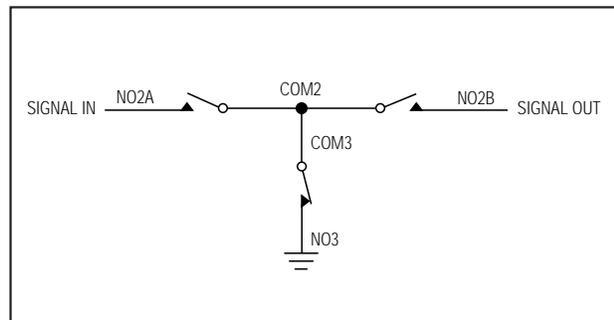 COM2
NO2A
NO2B
SIGNAL IN
SIGNAL OUT
COM3
NO3